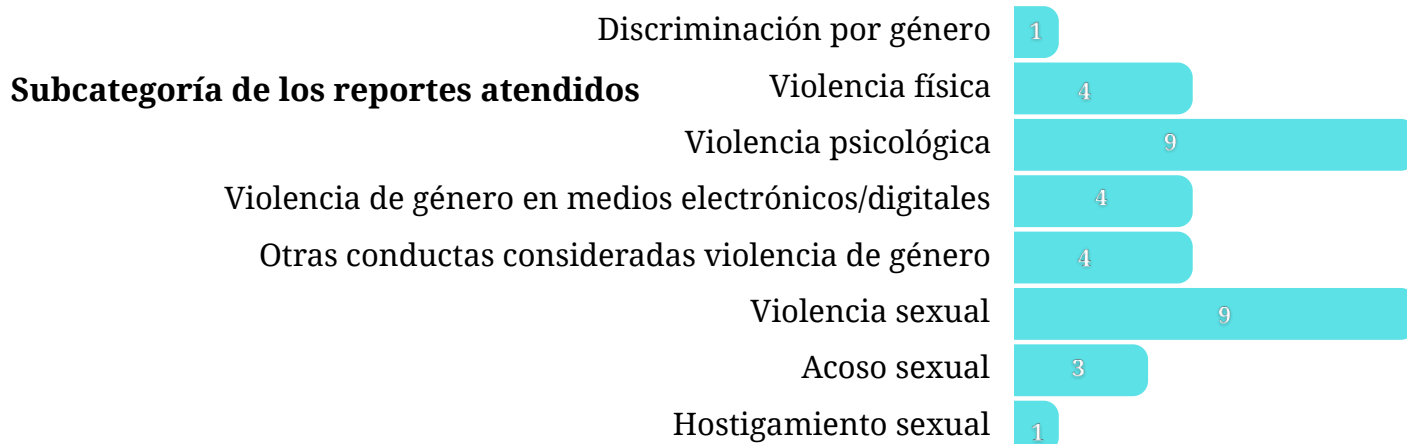 Discriminación por género 1
Subcategoría de los reportes atendidos
Violencia física 4
Violencia psicológica 9
Violencia de género en medios electrónicos/digitales 4
Otras conductas consideradas violencia de género 4
Violencia sexual 9
Acoso sexual 3
Hostigamiento sexual 1